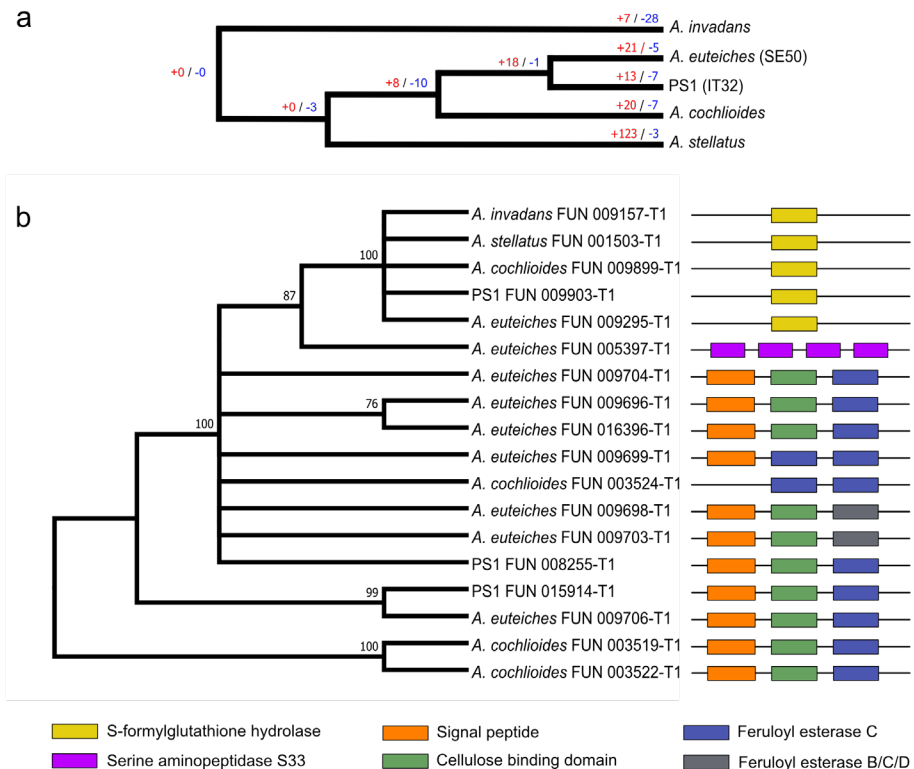 a
+7 / -28
A. invadans
+21 / -5
A. euteiches (SE50)
+18 / -1
+0 / -0
+13 / -7
PS1 (IT32)
+8 / -10
+20 / -7
A. cochlioides
+0 / -3
+123 / -3
A. stellatus
b
A. invadans FUN 009157-T1
A. stellatus FUN 001503-T1
100
A. cochlioides FUN 009899-T1
87
PS1 FUN 009903-T1
A. euteiches FUN 009295-T1
A. euteiches FUN 005397-T1
A. euteiches FUN 009704-T1
76
A. euteiches FUN 009696-T1
100
A. euteiches FUN 016396-T1
A. euteiches FUN 009699-T1
A. cochlioides FUN 003524-T1
A. euteiches FUN 009698-T1
A. euteiches FUN 009703-T1
PS1 FUN 008255-T1
99
PS1 FUN 015914-T1
A. euteiches FUN 009706-T1
100
A. cochlioides FUN 003519-T1
A. cochlioides FUN 003522-T1
S-formylglutathione hydrolase
Signal peptide
Feruloyl esterase C
Serine aminopeptidase S33
Cellulose binding domain
Feruloyl esterase B/C/D